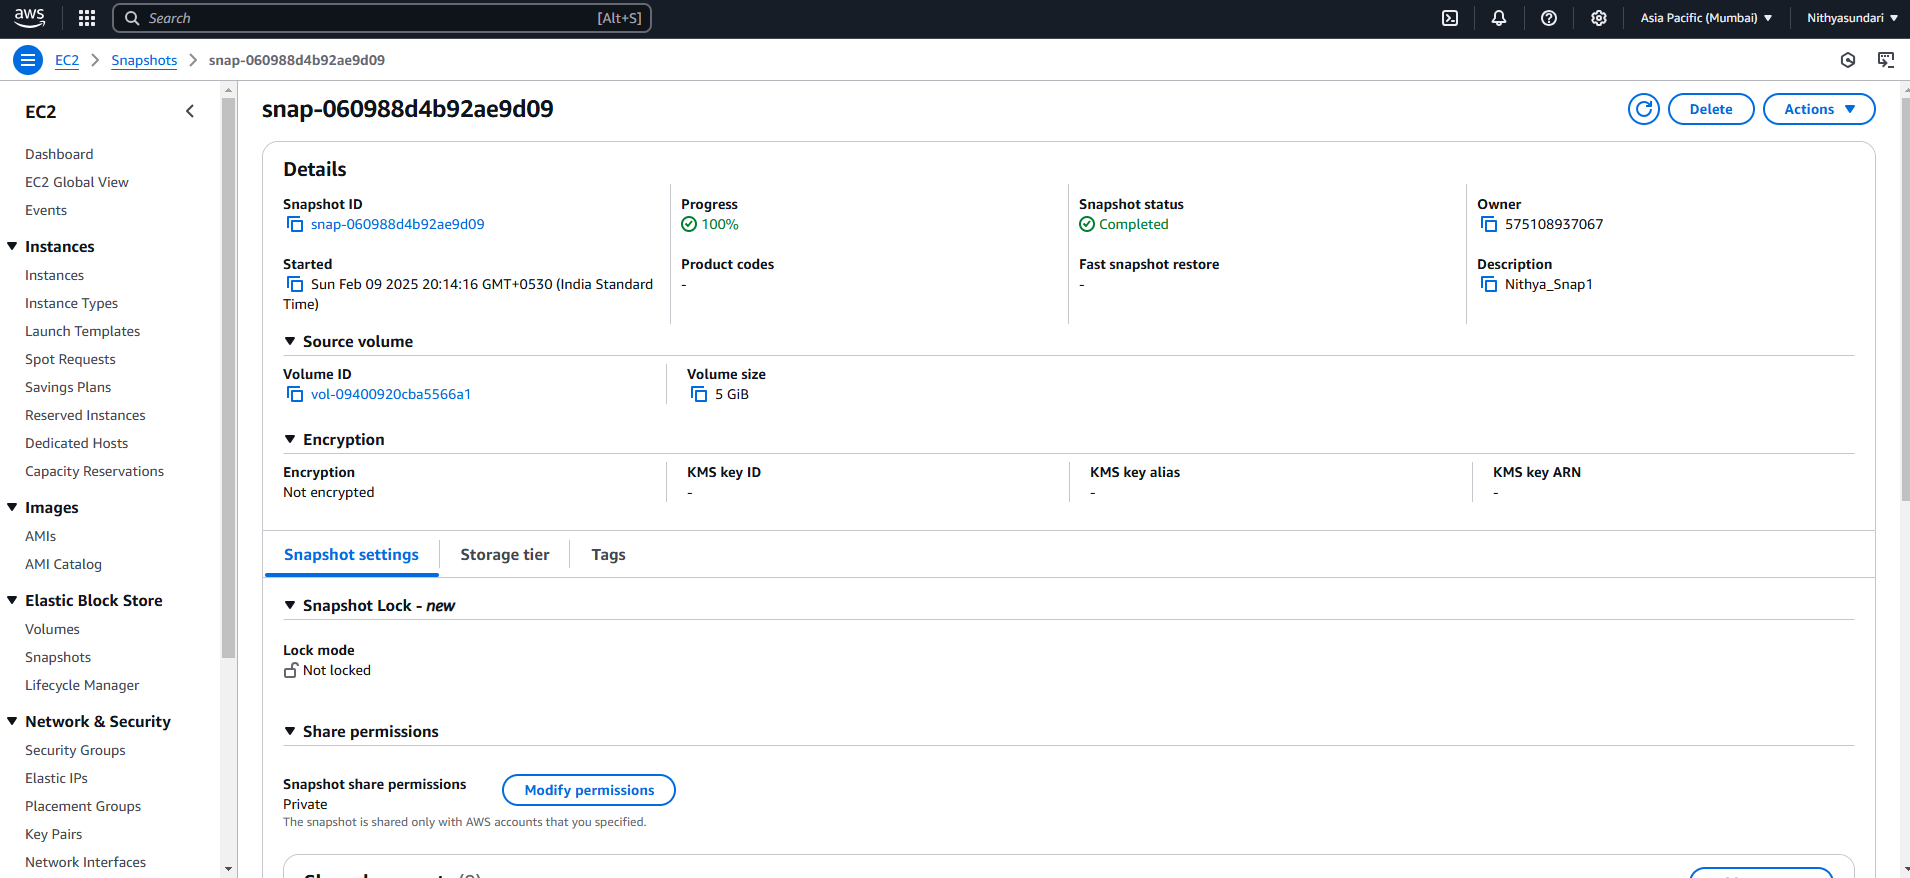 aws
Search
[Alt+S]
Asia Pacific (Mumbai)
Nithyasundari
EC2
Snapshots
snap-060988d4b92ae9d09
EC2
Dashboard
EC2 Global View
Events
Instances
Instances
Instance Types
Launch Templates
Spot Requests
Savings Plans
Reserved Instances
Dedicated Hosts
Capacity Reservations
Images
AMIs
AMI Catalog
Elastic Block Store
Volumes
Snapshots
Lifecycle Manager
Network & Security
Security Groups
Elastic IPs
Placement Groups
Key Pairs
Network Interfaces
snap-060988d4b92ae9d09
Delete
Actions
Details
Snapshot ID
snap-060988d4b92ae9d09
Progress
100%
Snapshot status
Completed
Owner
575108937067
Started
Sun Feb 09 2025 20:14:16 GMT+0530 (India Standard
Time)
Product codes
-
Fast snapshot restore
-
Description
Nithya_Snap1
Source volume
Volume ID
vol-09400920cba5566a1
Volume size
5 GiB
Encryption
Encryption
Not encrypted
KMS key ID
-
KMS key alias
-
KMS key ARN
-
Snapshot settings
Storage tier
Tags
Snapshot Lock - new
Lock mode
Not locked
Share permissions
Snapshot share permissions
Private
The snapshot is shared only with AWS accounts that you specified.
Modify permissions